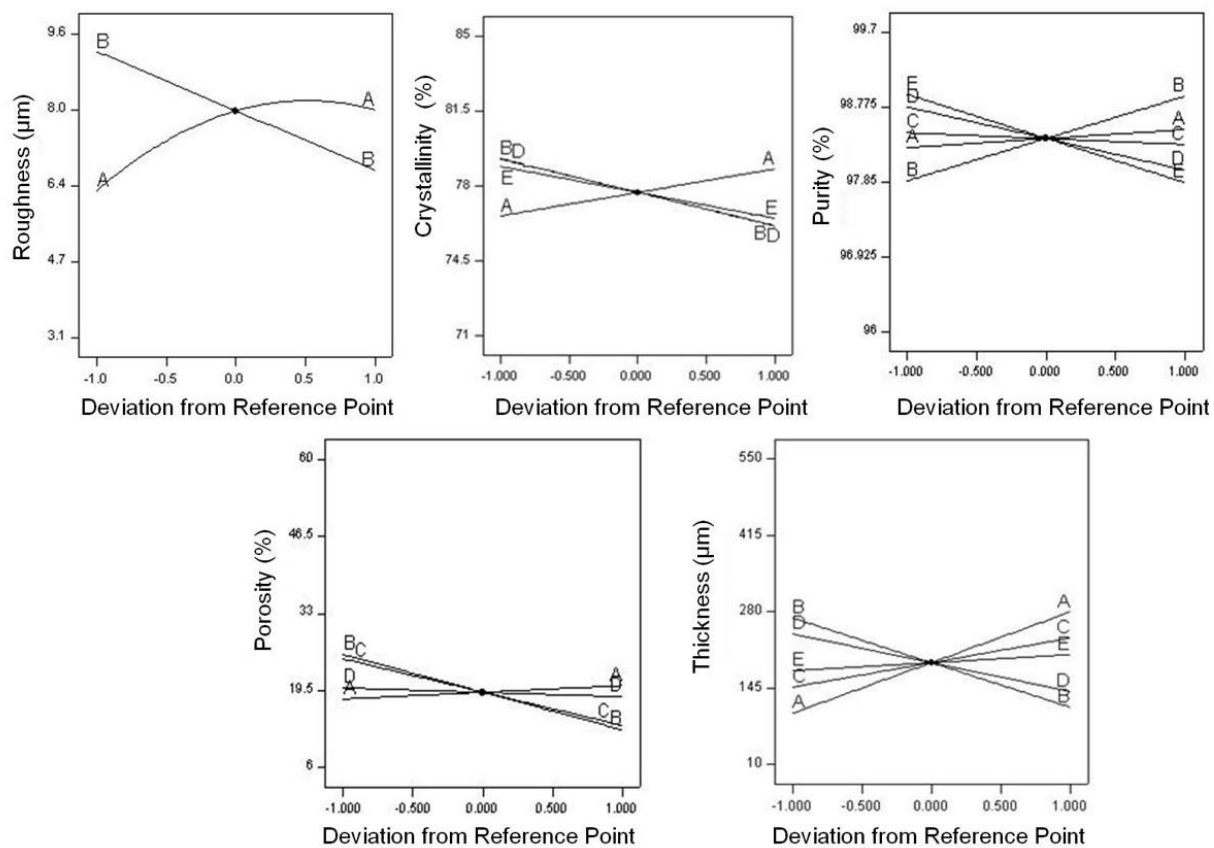 Roughness (µm)
9.6
8.0
6.4
4.7
3.1
B
A
A
B
-1.0
-0.5
0.0
0.5
1.0
Deviation from Reference Point
Crystallinity (%)
85
81.5
78
74.5
71
B D
E
A
A
E
B D
-1.000
-0.500
0.000
0.500
1.000
Deviation from Reference Point
Purity (%)
99.7
98.775
97.85
96.925
96
E
D
C
A
B
B
A
C
D
E
-1.000
-0.500
0.000
0.500
1.000
Deviation from Reference Point
Porosity (%)
60
46.5
33
19.5
6
B C
D
A
A
D
C B
-1.000
-0.500
0.000
0.500
1.000
Deviation from Reference Point
Thickness (µm)
550
415
280
145
10
B
D
E
C
A
A
C
E
D
B
-1.000
-0.500
0.000
0.500
1.000
Deviation from Reference Point